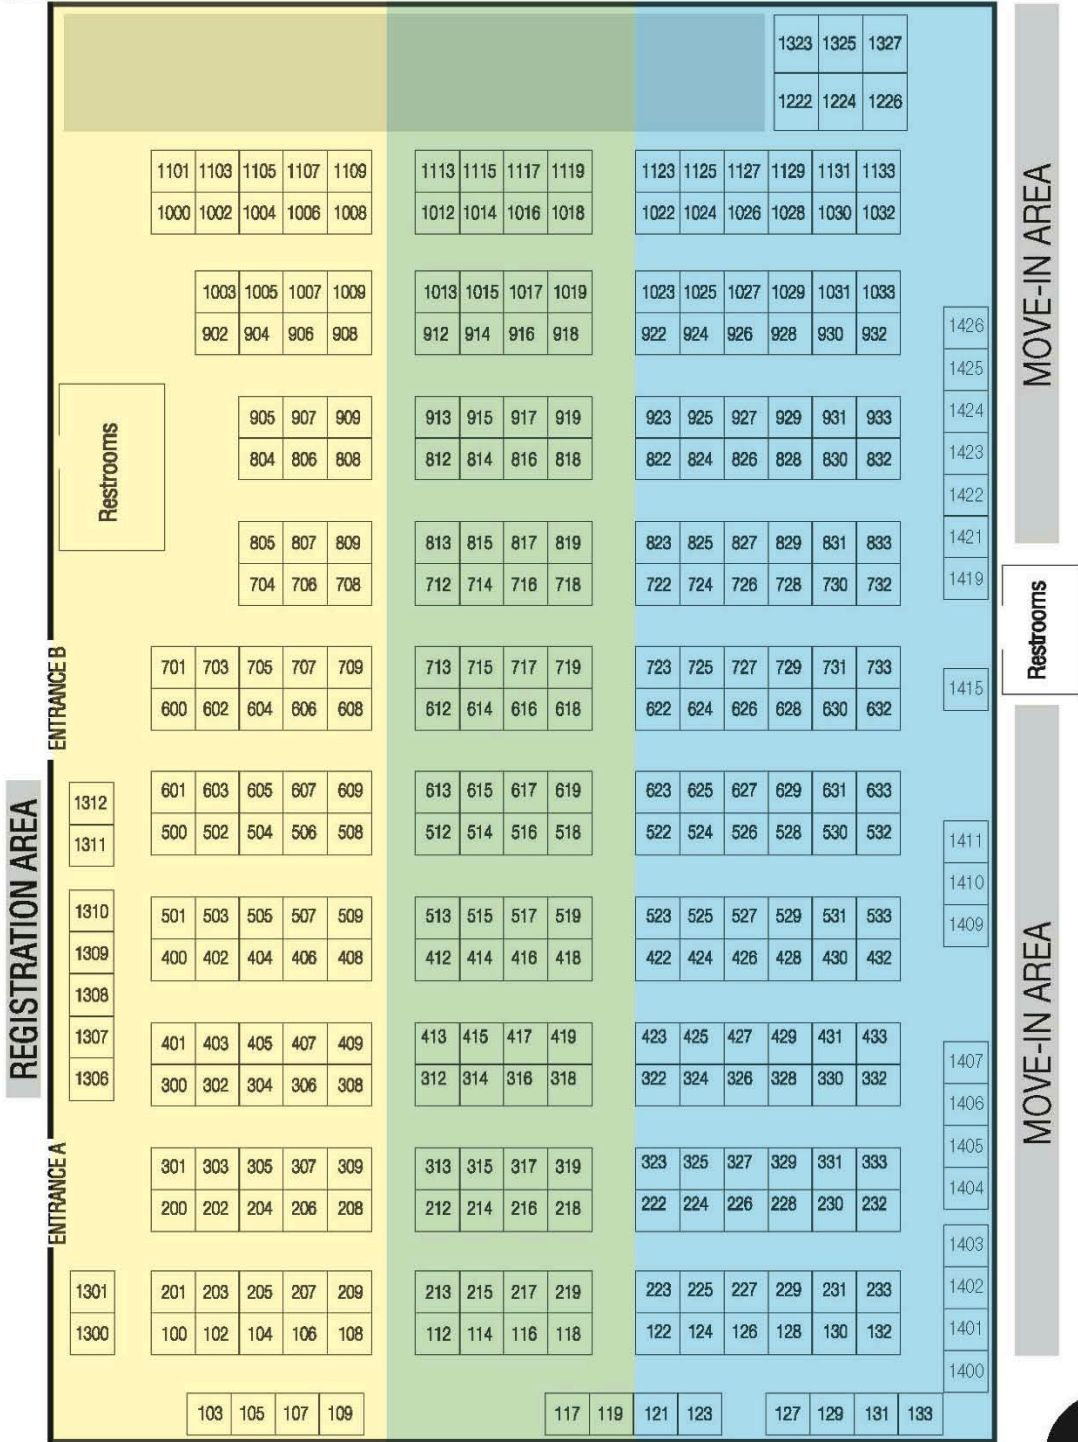 1323 1325 1327
1222 1224 1226
1101 1103 1105 1107 1109 1113 1115 1117 1119 1123 1125 1127 1129 1131 1133
1000 1002 1004 1006 1008 1012 1014 1016 1018 1022 1024 1026 1028 1030 1032
1003 1005 1007 1009 1013 1015 1017 1019 1023 1025 1027 1029 1031 1033
902 904 906 908 912 914 916 918 922 924 926 928 930 932
905 907 909 913 915 917 919 923 925 927 929 931 933
804 806 808 812 814 816 818 822 824 826 828 830 832
805 807 809 813 815 817 819 823 825 827 829 831 833
704 706 708 712 714 716 718 722 724 726 728 730 732
701 703 705 707 709 713 715 717 719 723 725 727 729 731 733
600 602 604 606 608 612 614 616 618 622 624 626 628 630 632
601 603 605 607 609 613 615 617 619 623 625 627 629 631 633
500 502 504 506 508 512 514 516 518 522 524 526 528 530 532
501 503 505 507 509 513 515 517 519 523 525 527 529 531 533
400 402 404 406 408 412 414 416 418 422 424 426 428 430 432
401 403 405 407 409 413 415 417 419 423 425 427 429 431 433
300 302 304 306 308 312 314 316 318 322 324 326 328 330 332
301 303 305 307 309 313 315 317 319 323 325 327 329 331 333
200 202 204 206 208 212 214 216 218 222 224 226 228 230 232
201 203 205 207 209 213 215 217 219 223 225 227 229 231 233
100 102 104 106 108 112 114 116 118 122 124 126 128 130 132
103 105 107 109 117 119 121 123 127 129 131 133
Restrooms
ENTRANCE B
REGISTRATION AREA
ENTRANCE A
1312
1311
1310
1309
1308
1307
1306
1301
1300
1426
1425
1424
1423
1422
1421
1419
1415
1411
1410
1409
1407
1406
1405
1404
1403
1402
1401
1400
MOVE-IN AREA
Restrooms
MOVE-IN AREA